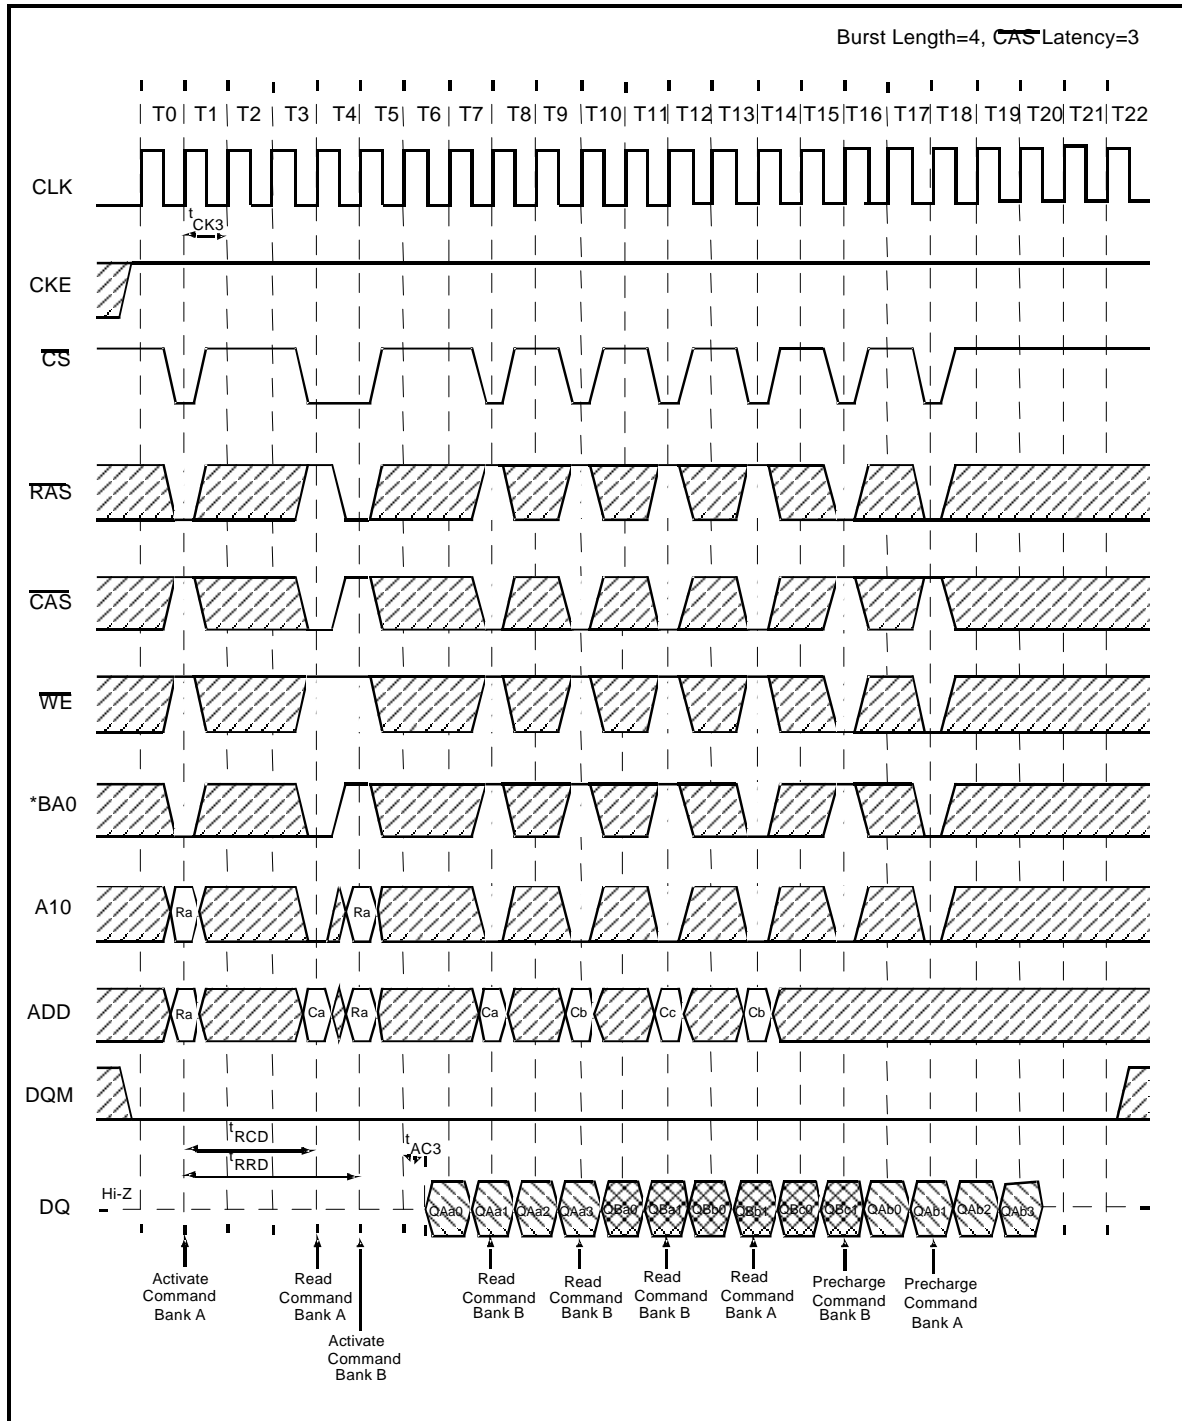 Burst Length=4, CAS Latency=3
T0 T1 T2 T3 T4 T5 T6 T7 T8 T9 T10 T11 T12 T13 T14 T15 T16 T17 T18 T19 T20 T21 T22
CLK
tCK3
CKE
CS
RAS
CAS
WE
*BA0
A10
Ra Ra
ADD
Ra Ca Ra Ca Cb Cc Cb
DQM
tRCD
tAC3
tRRD
Hi-Z
DQ
QAa0 QAa1 QAa2 QAa3 QBa0 QBa1 QBb0 QBb1 QBc0 QBc1 QAb0 QAb1 QAb2 QAb3
Activate
Command
Bank A
Read
Command
Bank A
Activate
Command
Bank B
Read
Command
Bank B
Read
Command
Bank B
Read
Command
Bank B
Read
Command
Bank A
Precharge
Command
Bank B
Precharge
Command
Bank A